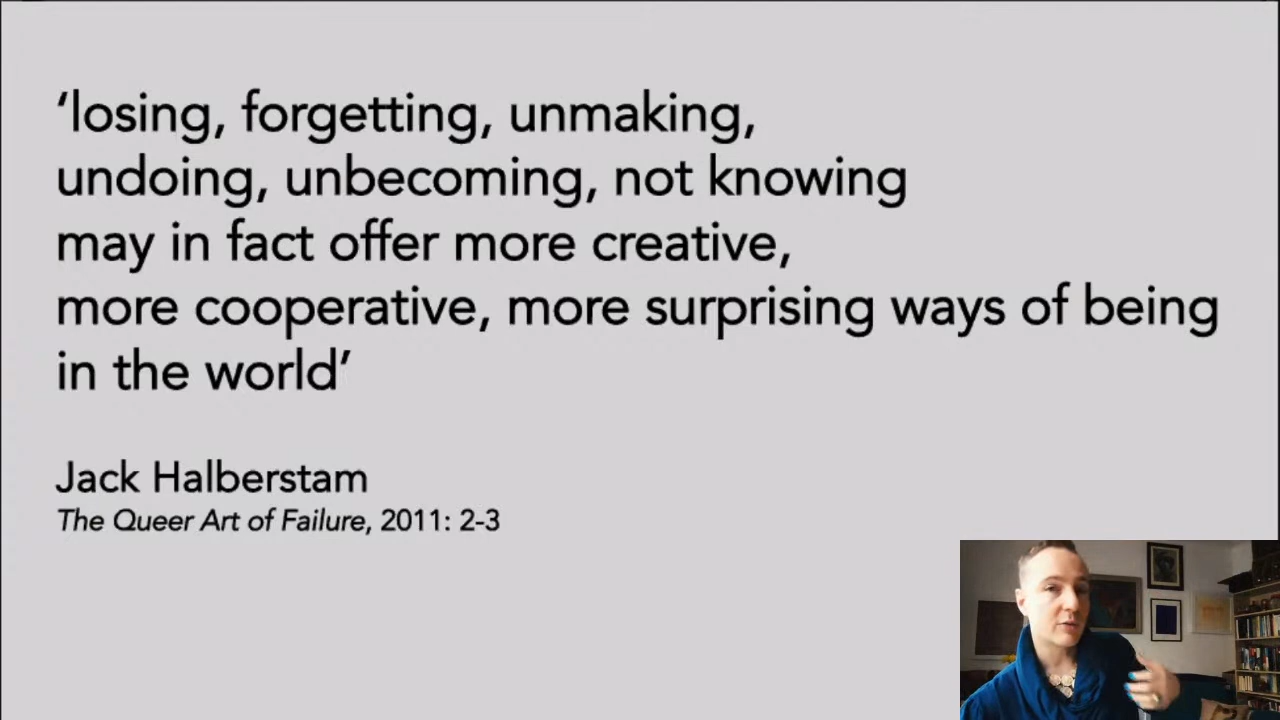 ‘losing, forgetting, unmaking,
undoing, unbecoming, not knowing
may in fact offer more creative,
more cooperative, more surprising ways of being
in the world’
Jack Halberstam
The Queer Art of Failure, 2011: 2-3